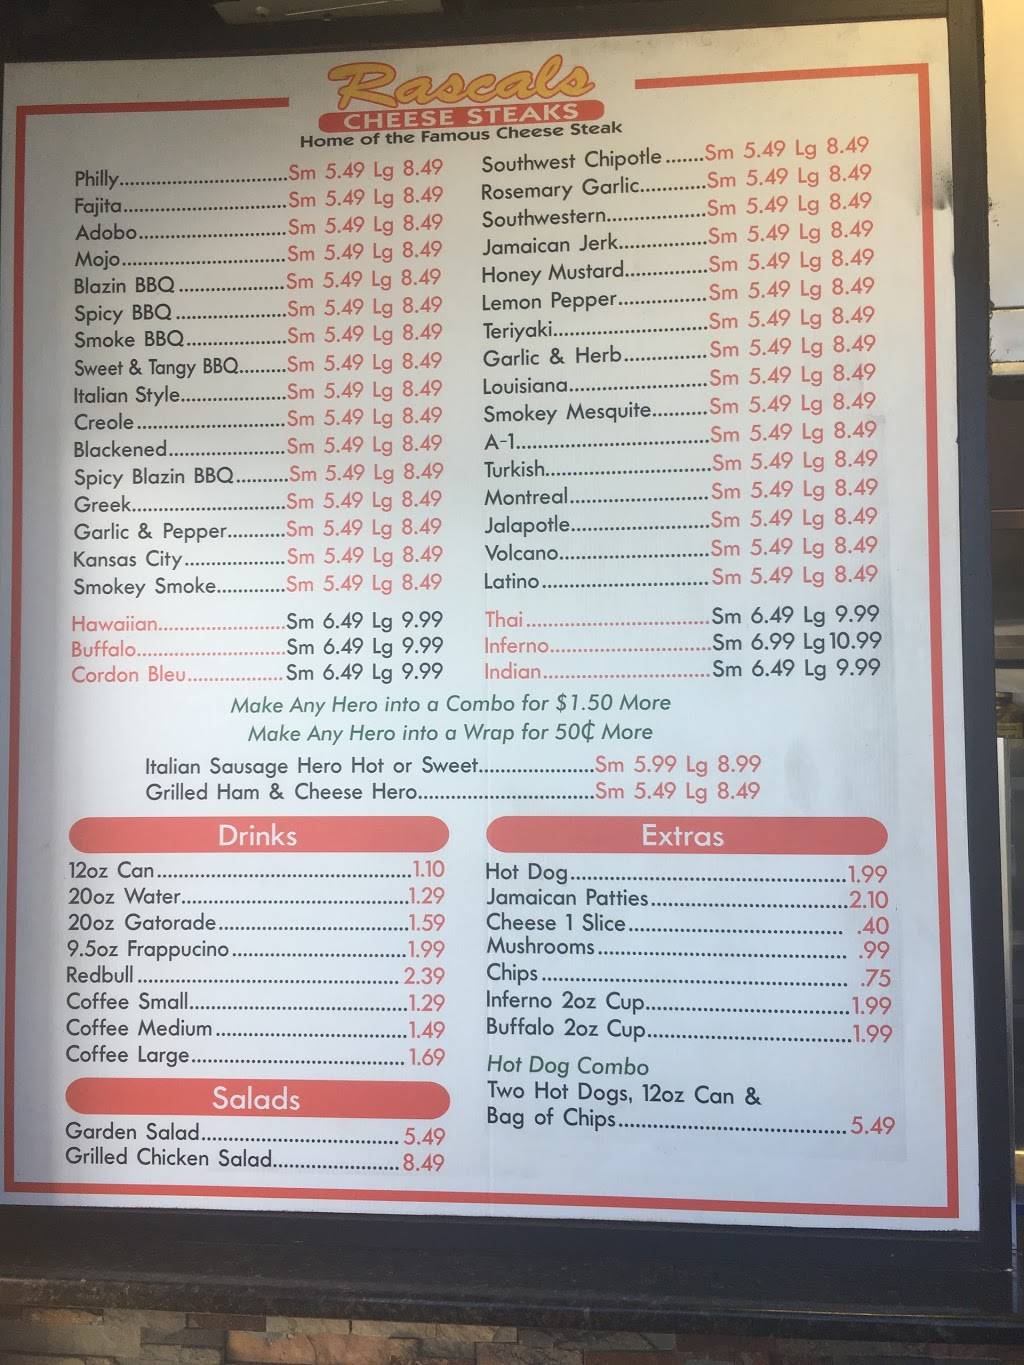 Rascals
CHEESE STEAKS
Home of the Famous Cheese Steak
Philly..............................Sm 5.49 Lg 8.49
Fajita..............................Sm 5.49 Lg 8.49
Adobo...........................Sm 5.49 Lg 8.49
Mojo..............................Sm 5.49 Lg 8.49
Blazin BBQ ...................Sm 5.49 Lg 8.49
Spicy BBQ ....................Sm 5.49 Lg 8.49
Smoke BBQ..................Sm 5.49 Lg 8.49
Sweet & Tangy BBQ.........Sm 5.49 Lg 8.49
Italian Style...................Sm 5.49 Lg 8.49
Creole...........................Sm 5.49 Lg 8.49
Blackened.....................Sm 5.49 Lg 8.49
Spicy Blazin BBQ..........Sm 5.49 Lg 8.49
Greek............................Sm 5.49 Lg 8.49
Garlic & Pepper...........Sm 5.49 Lg 8.49
Kansas City..................Sm 5.49 Lg 8.49
Smokey Smoke.............Sm 5.49 Lg 8.49
Hawaiian.......................Sm 6.49 Lg 9.99
Buffalo...........................Sm 6.49 Lg 9.99
Cordon Bleu.................Sm 6.49 Lg 9.99
Southwest Chipotle .......Sm 5.49 Lg 8.49
Rosemary Garlic............Sm 5.49 Lg 8.49
Southwestern..................Sm 5.49 Lg 8.49
Jamaican Jerk................Sm 5.49 Lg 8.49
Honey Mustard...............Sm 5.49 Lg 8.49
Lemon Pepper................Sm 5.49 Lg 8.49
Teriyaki............................Sm 5.49 Lg 8.49
Garlic & Herb...............Sm 5.49 Lg 8.49
Louisiana.........................Sm 5.49 Lg 8.49
Smokey Mesquite..........Sm 5.49 Lg 8.49
A-1...................................Sm 5.49 Lg 8.49
Turkish..............................Sm 5.49 Lg 8.49
Montreal.........................Sm 5.49 Lg 8.49
Jalapotle.........................Sm 5.49 Lg 8.49
Volcano...........................Sm 5.49 Lg 8.49
Latino..............................Sm 5.49 Lg 8.49
Thai.................................Sm 6.49 Lg 9.99
Inferno.............................Sm 6.99 Lg 10.99
Indian..............................Sm 6.49 Lg 9.99
Make Any Hero into a Combo for $1.50 More
Make Any Hero into a Wrap for 50¢ More
Italian Sausage Hero Hot or Sweet.....................Sm 5.99 Lg 8.99
Grilled Ham & Cheese Hero................................Sm 5.49 Lg 8.49
Drinks
12oz Can..............................................1.10
20oz Water.........................................1.29
20oz Gatorade...................................1.59
9.5oz Frappucino................................1.99
Redbull ................................................ 2.39
Coffee Small.......................................1.29
Coffee Medium...................................1.49
Coffee Large...................................... 1.69
Salads
Garden Salad.................................... 5.49
Grilled Chicken Salad....................... 8.49
Extras
Hot Dog..................................................1.99
Jamaican Patties....................................2.10
Cheese 1 Slice....................................... .40
Mushrooms............................................. .99
Chips....................................................... .75
Inferno 2oz Cup.....................................1.99
Buffalo 2oz Cup.....................................1.99
Hot Dog Combo
Two Hot Dogs, 12oz Can &
Bag of Chips......................................... 5.49